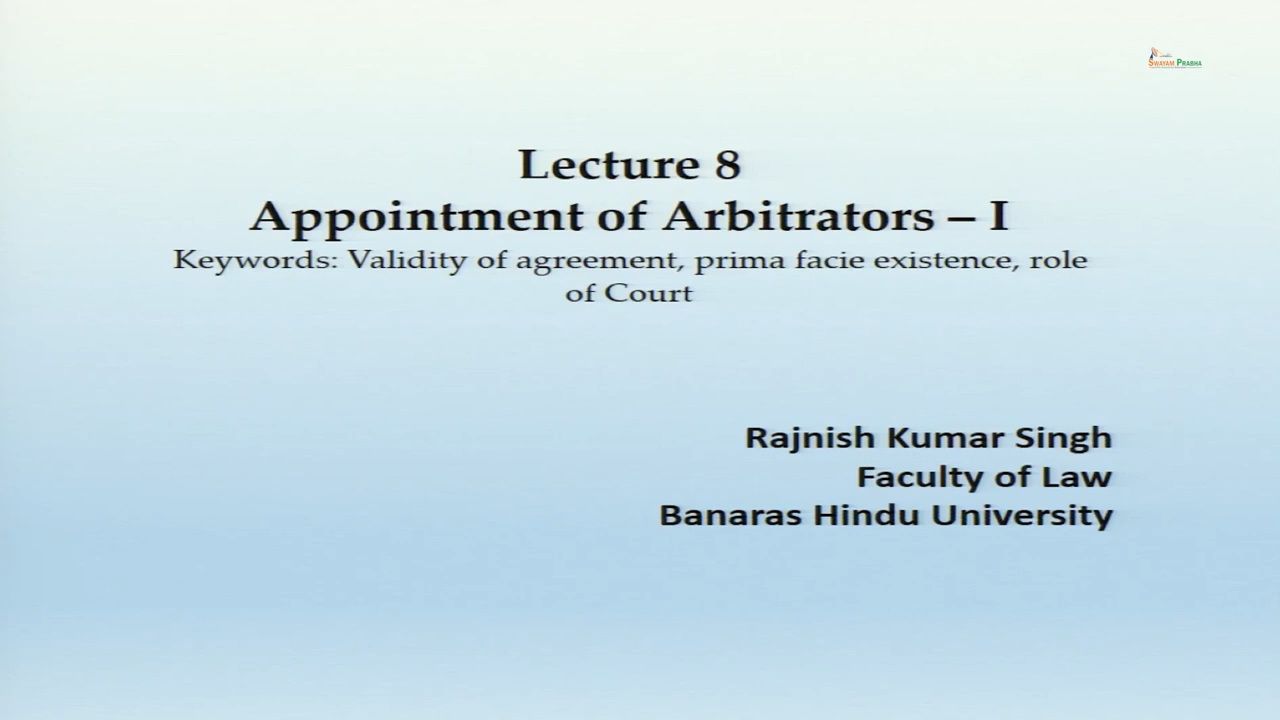 SWAYAM PRABHA
Lecture 8
Appointment of Arbitrators – I
Keywords: Validity of agreement, prima facie existence, role
of Court
Rajnish Kumar Singh
Faculty of Law
Banaras Hindu University